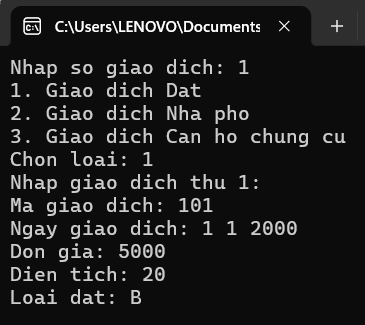 C:\Users\LENOVO\Documents
Nhap so giao dich: 1
1. Giao dich Dat
2. Giao dich Nha pho
3. Giao dich Can ho chung cu
Chon loai: 1
Nhap giao dich thu 1:
Ma giao dich: 101
Ngay giao dich: 1 1 2000
Don gia: 5000
Dien tich: 20
Loai dat: B